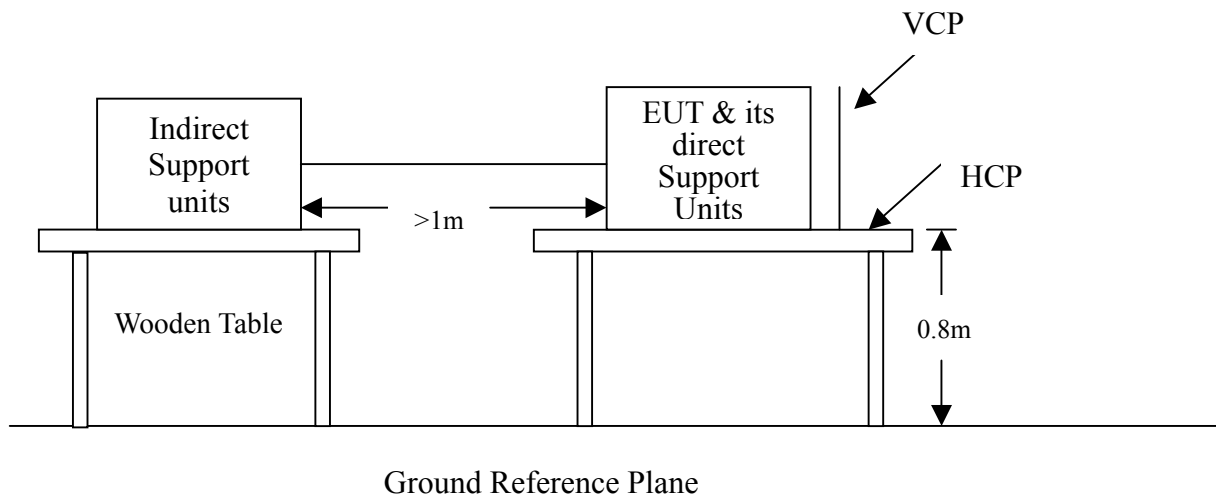 VCP
Indirect
Support
units
EUT & its
direct
Support
Units
HCP
>1m
Wooden Table
0.8m
Ground Reference Plane